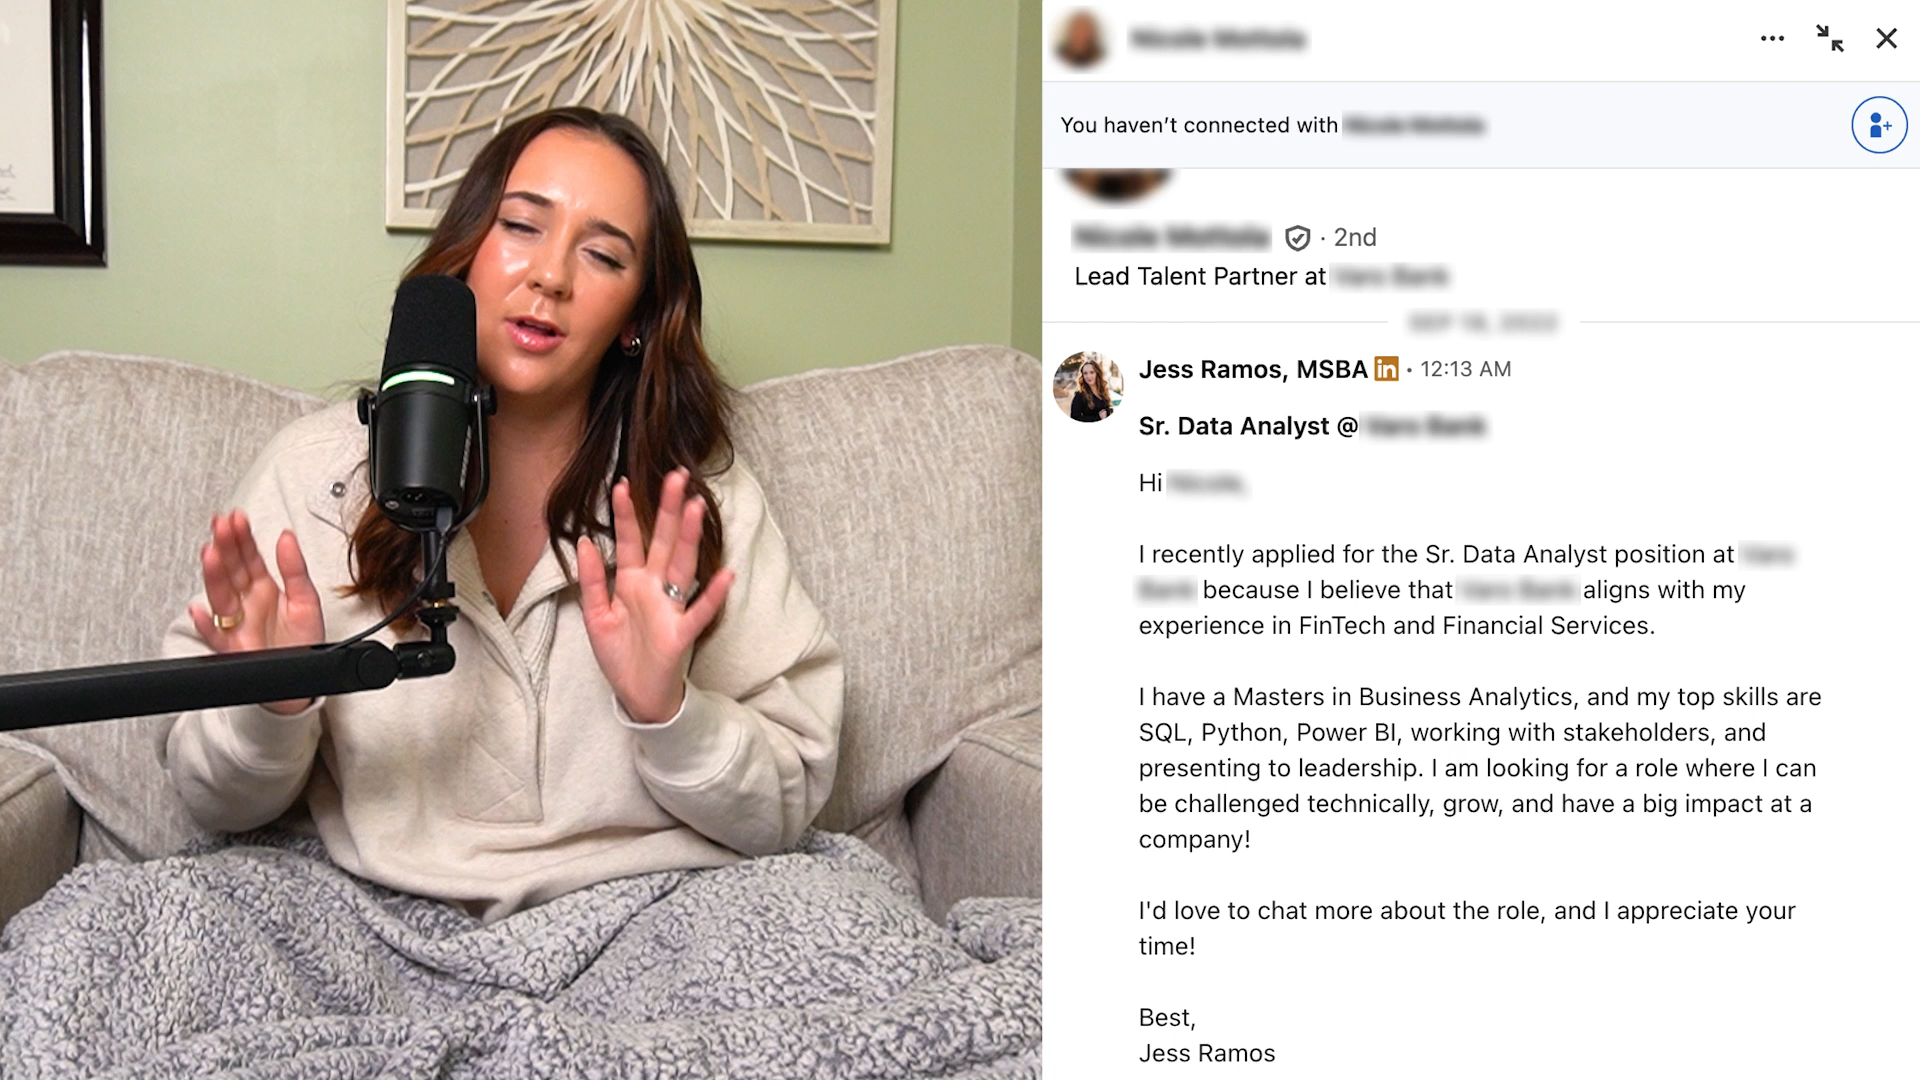 You haven’t connected with
· 2nd
Lead Talent Partner at
Jess Ramos, MSBA in • 12:13 AM
Sr. Data Analyst @
Hi
I recently applied for the Sr. Data Analyst position at
because I believe that aligns with my
experience in FinTech and Financial Services.
I have a Masters in Business Analytics, and my top skills are
SQL, Python, Power BI, working with stakeholders, and
presenting to leadership. I am looking for a role where I can
be challenged technically, grow, and have a big impact at a
company!
I'd love to chat more about the role, and I appreciate your
time!
Best,
Jess Ramos